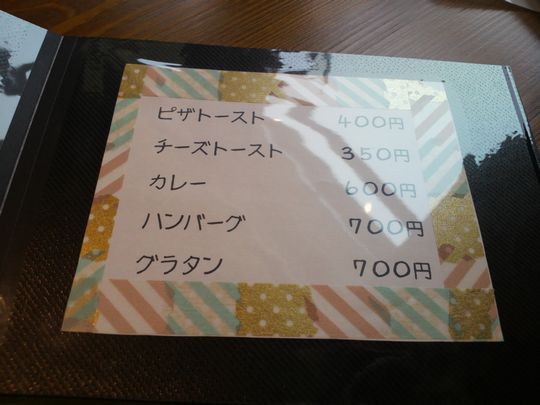 ピザトースト 400円
チーズトースト 350円
カレー 600円
ハンバーグ 700円
グラタン 700円